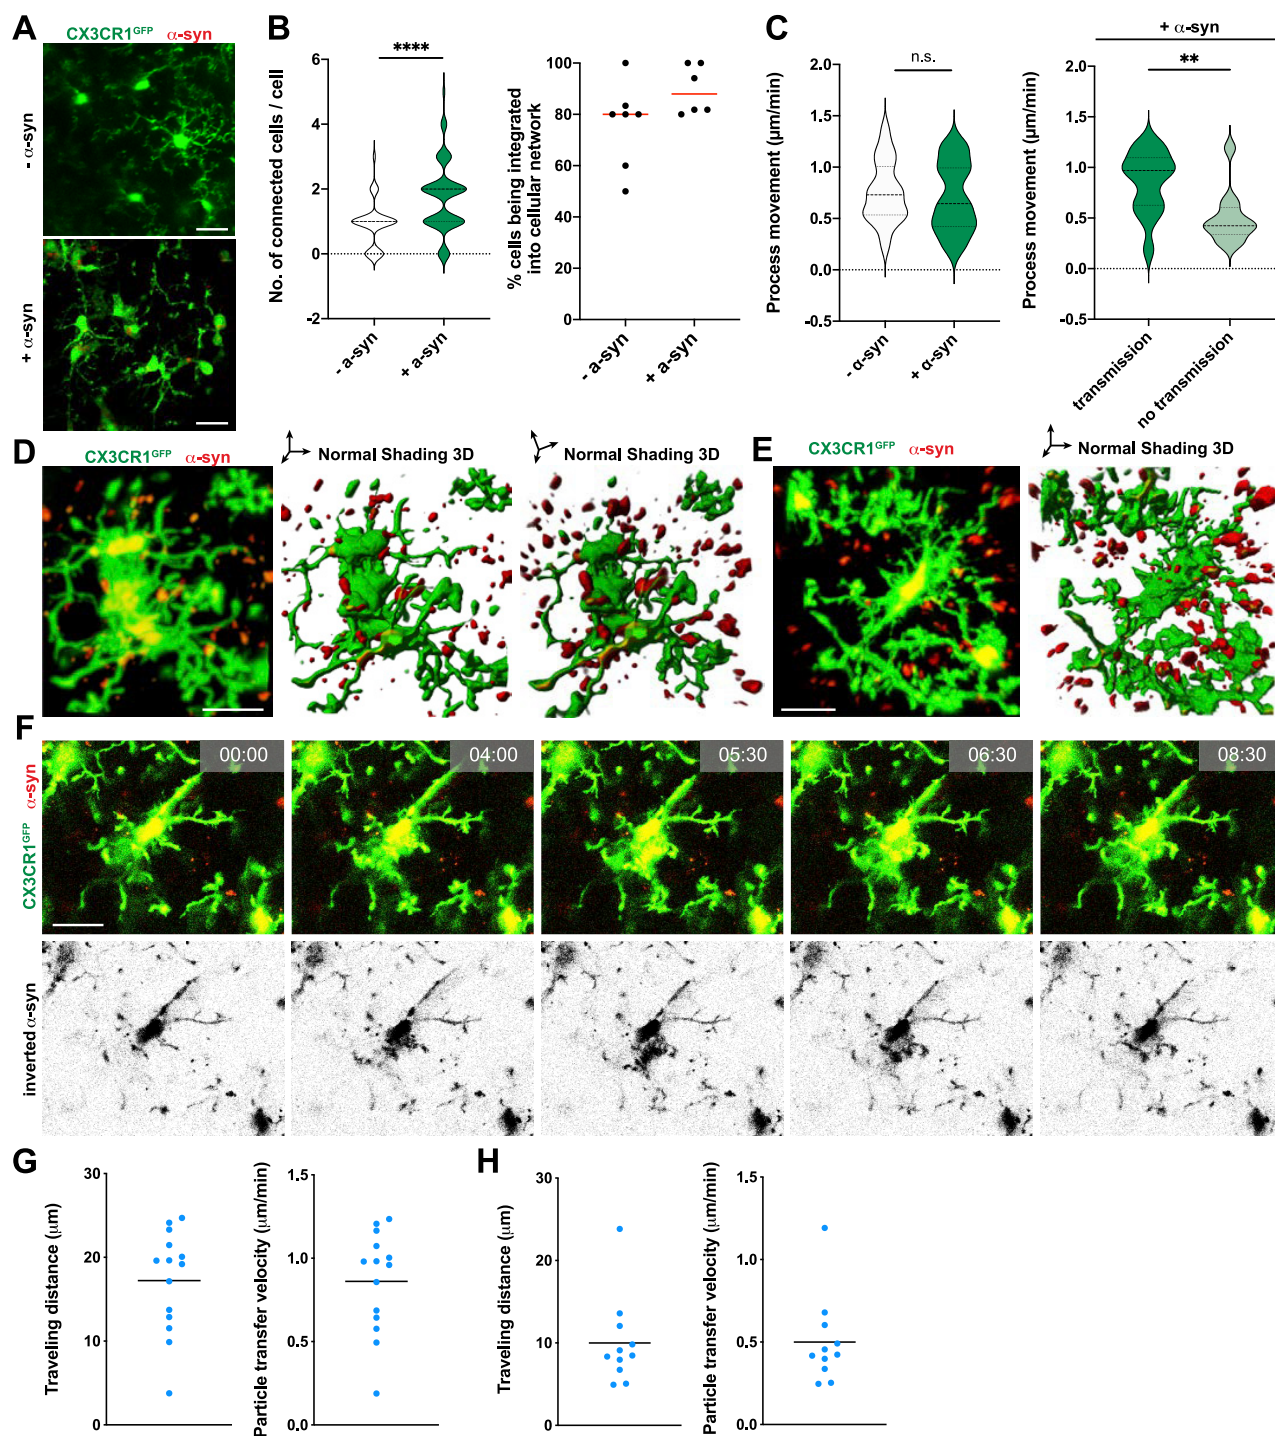 A
CX3CR1GFP α-syn
- α-syn
+ α-syn
B
No. of connected cells / cell
6
4
2
0
-2
****
- a-syn
+ a-syn
% cells being integrated
into cellular network
100
80
60
40
20
0
- a-syn
+ a-syn
C
Process movement (µm/min)
2.0
1.5
1.0
0.5
0.0
-0.5
n.s.
- α-syn
+ α-syn
+ α-syn
Process movement (µm/min)
2.0
1.5
1.0
0.5
0.0
-0.5
**
transmission
no transmission
D
CX3CR1GFP α-syn
Normal Shading 3D
Normal Shading 3D
E
CX3CR1GFP α-syn
Normal Shading 3D
F
CX3CR1GFP α-syn
00:00
04:00
05:30
06:30
08:30
inverted α-syn
G
Traveling distance (µm)
30
20
10
0
Particle transfer velocity (µm/min)
1.5
1.0
0.5
0.0
H
Traveling distance (µm)
30
20
10
0
Particle transfer velocity (µm/min)
1.5
1.0
0.5
0.0